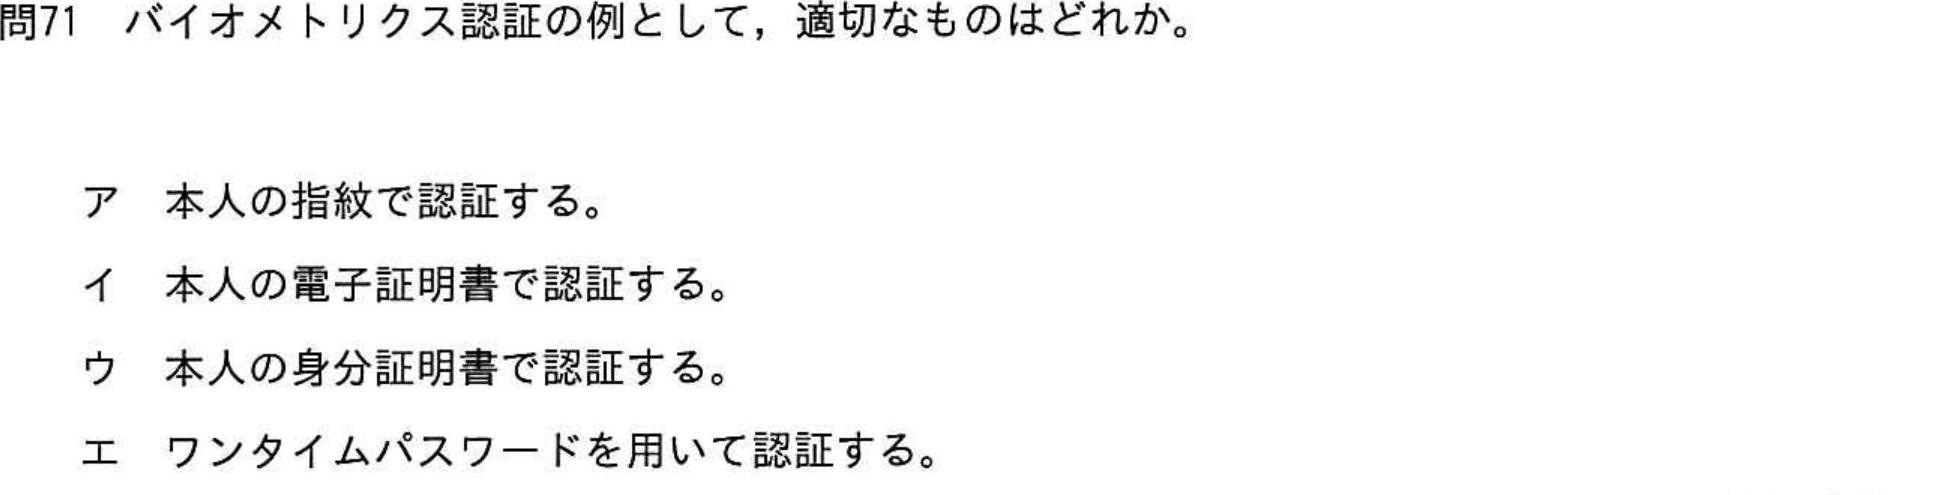 問71　バイオメトリクス認証の例として，適切なものはどれか。
ア　本人の指紋で認証する。
イ　本人の電子証明書で認証する。
ウ　本人の身分証明書で認証する。
エ　ワンタイムパスワードを用いて認証する。